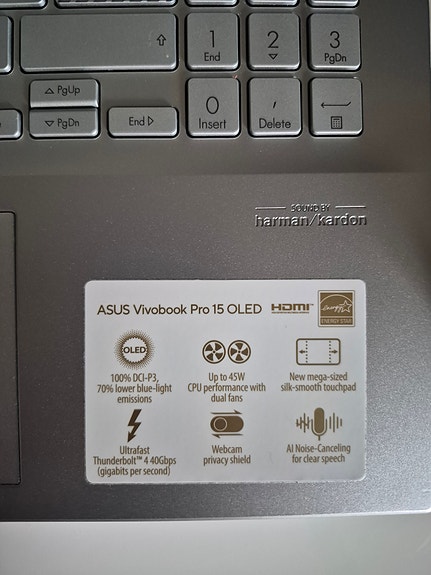 1
End
2
3
PgDn
PgUp
PgDn
End
0
Insert
,
Delete
SOUND BY
harman/kardon
ASUS Vivobook Pro 15 OLED
HDMI
energy
ENERGY STAR
OLED
100% DCI-P3,
70% lower blue-light
emissions
Up to 45W
CPU performance with
dual fans
New mega-sized
silk-smooth touchpad
Ultrafast
Thunderbolt™ 4 40Gbps
(gigabits per second)
Webcam
privacy shield
AI Noise-Canceling
for clear speech